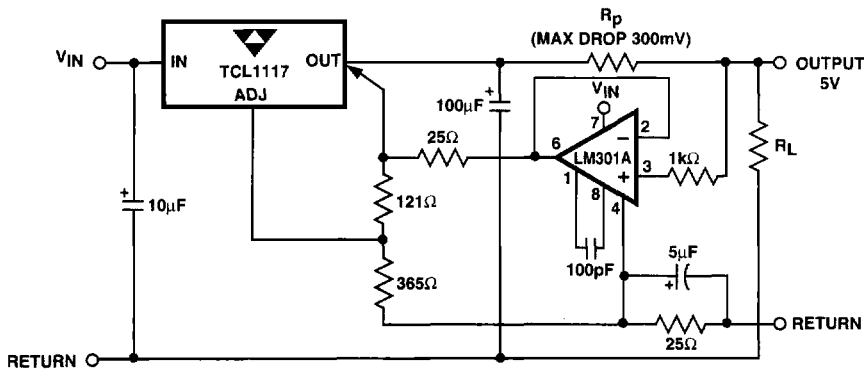 R_P
(MAX DROP 300mV)
V_IN
IN
TCL1117
OUT
ADJ
OUTPUT
5V
100µF
+
V_IN
7
2
6
−
25Ω
LM301A
1kΩ
3
+
R_L
1
8
4
+
10µF
121Ω
100pF
5µF
+
365Ω
RETURN
25Ω
RETURN